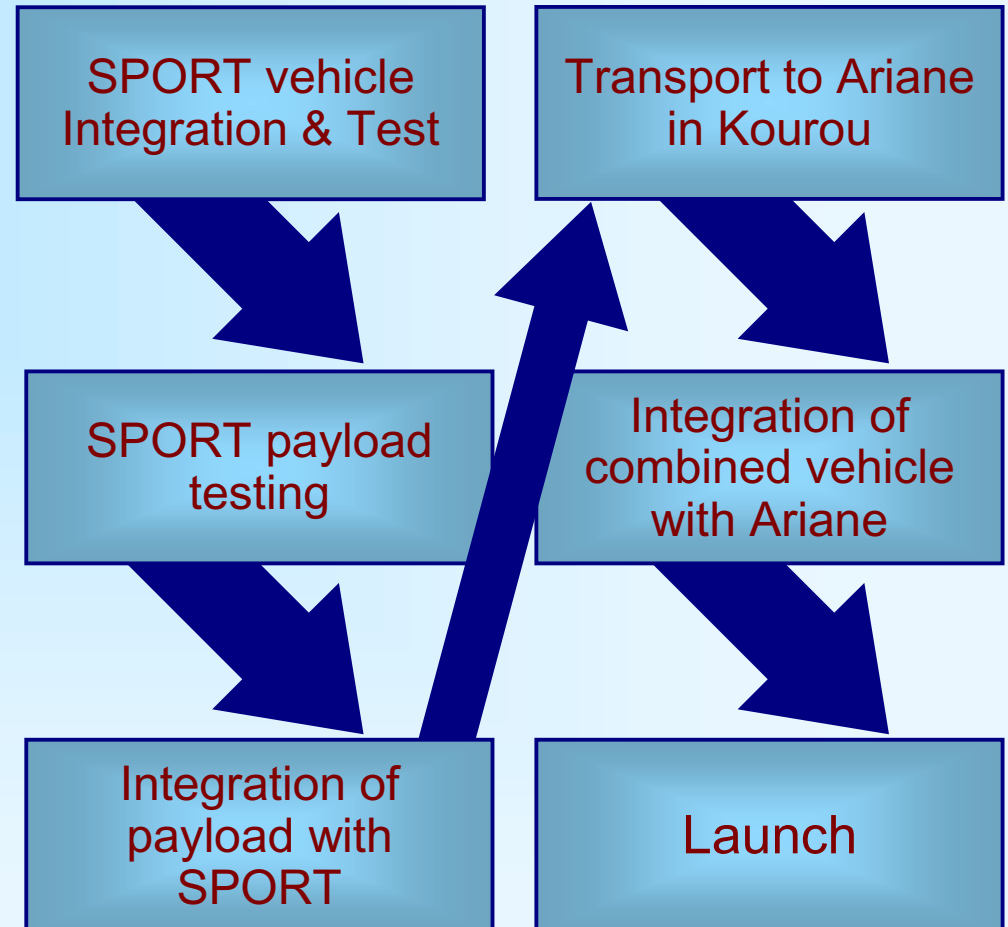 SPORT vehicle
Integration & Test
SPORT payload
testing
Integration of
payload with
SPORT
Transport to Ariane
in Kourou
Integration of
combined vehicle
with Ariane
Launch